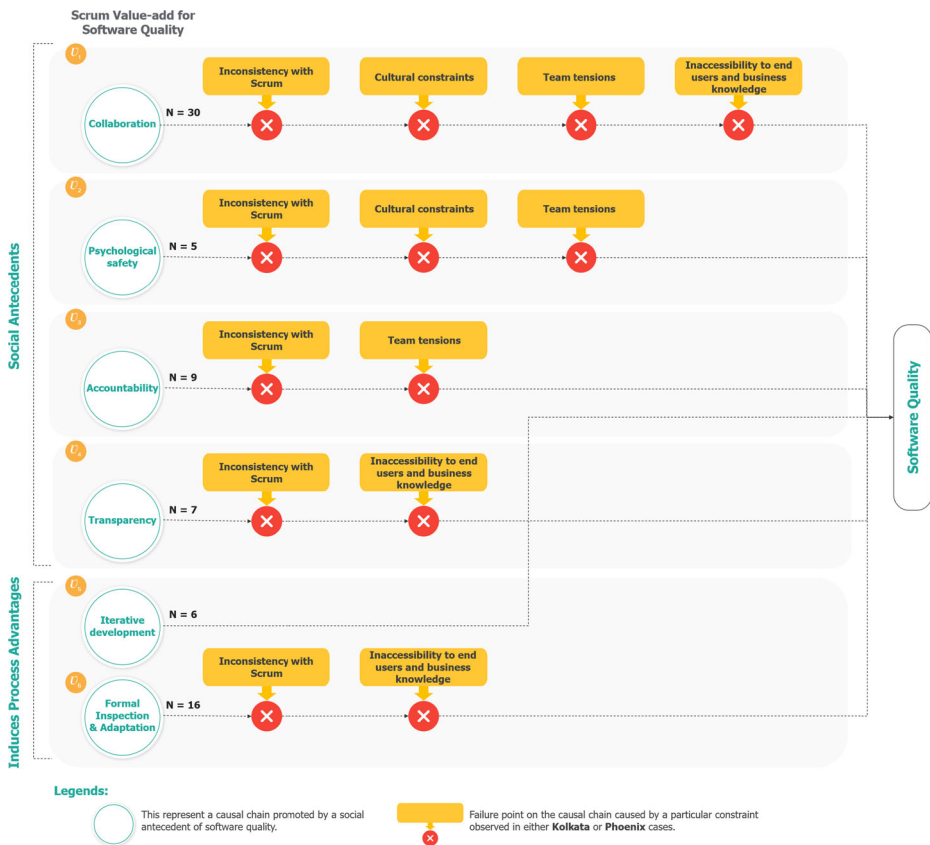 Scrum Value-add for
Software Quality
Social Antecedents
U1
Collaboration
N = 30
Inconsistency with
Scrum
Cultural constraints
Team tensions
Inaccessibility to end
users and business
knowledge
U2
Psychological
safety
N = 5
Inconsistency with
Scrum
Cultural constraints
Team tensions
U3
Accountability
N = 9
Inconsistency with
Scrum
Team tensions
U4
Transparency
N = 7
Inconsistency with
Scrum
Inaccessibility to end
users and business
knowledge
Software Quality
Induces Process Advantages
Iterative
development
N = 6
Formal
Inspection
& Adaptation
N = 16
Inconsistency with
Scrum
Inaccessibility to end
users and business
knowledge
Legends:
This represent a causal chain promoted by a social
antecedent of software quality.
Failure point on the causal chain caused by a particular constraint
observed in either Kolkata or Phoenix cases.